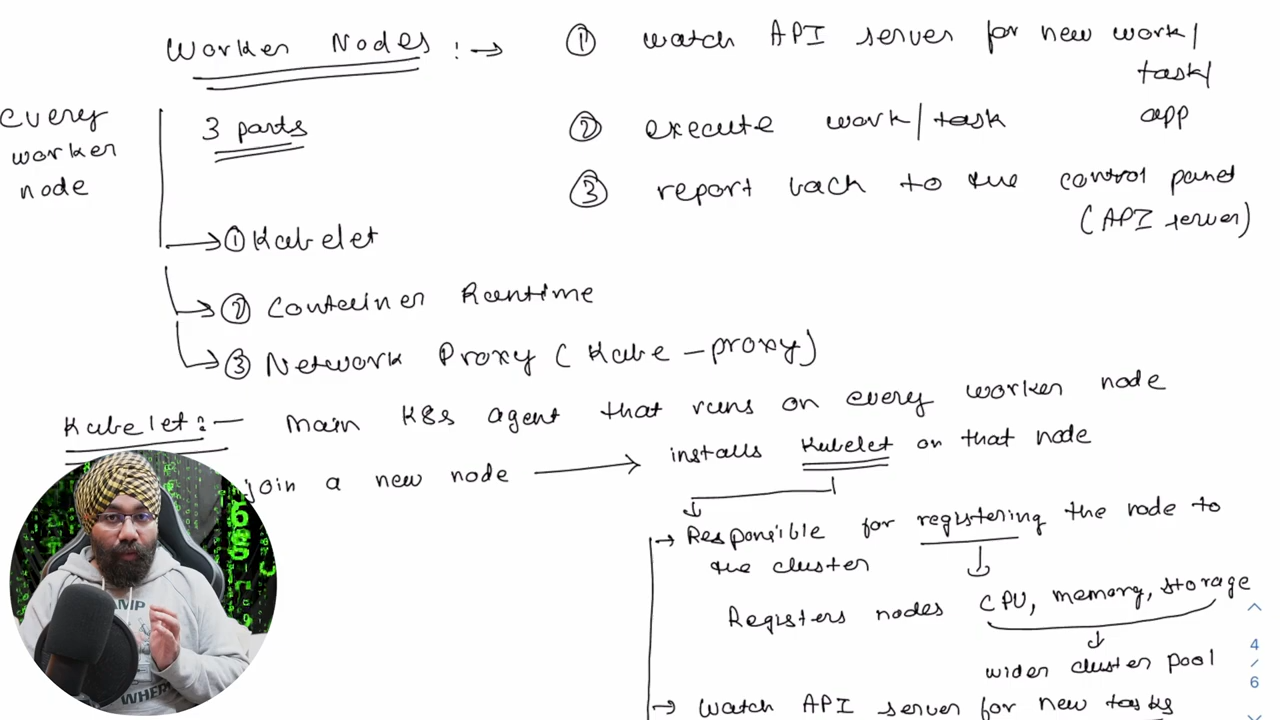 Worker Nodes : →
① watch API server for new work/
task/
app
② execute work/task
③ report back to the control panel
(API server)
every
worker
node
3 parts
① Kubelet
② Container Runtime
③ Network Proxy (Kube-proxy)
Kubelet:— Main K8s agent that runs on every worker node
join a new node → installs Kubelet on that node
→ Responsible for registering the node to
the cluster
Registers nodes CPU, memory, storage
wider cluster pool
→ Watch API server for new tasks
4
/
6